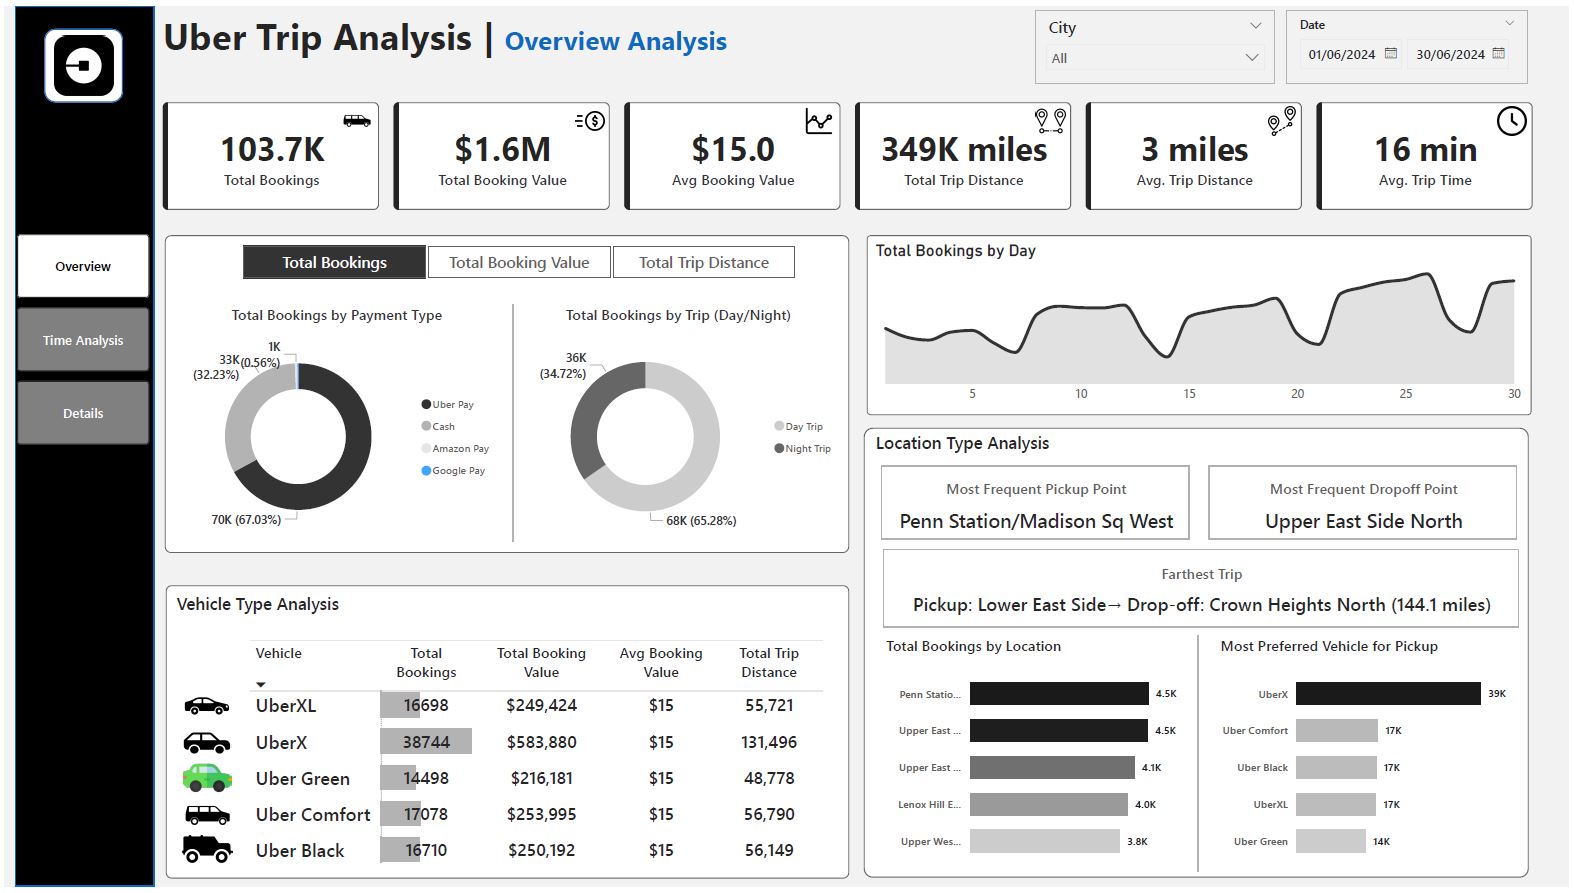 Uber Trip Analysis | Overview Analysis
City
All
Date
01/06/2024 30/06/2024
103.7K
Total Bookings
$1.6M
Total Booking Value
$15.0
Avg Booking Value
349K miles
Total Trip Distance
3 miles
Avg. Trip Distance
16 min
Avg. Trip Time
Overview
Time Analysis
Details
Total Bookings Total Booking Value Total Trip Distance
Total Bookings by Payment Type
1K
(0.56%)
33K
(32.23%)
70K (67.03%)
Uber Pay
Cash
Amazon Pay
Google Pay
Total Bookings by Trip (Day/Night)
36K
(34.72%)
68K (65.28%)
Day Trip
Night Trip
Total Bookings by Day
5 10 15 20 25 30
Vehicle Type Analysis
Vehicle Total Bookings Total Booking Value Avg Booking Value Total Trip Distance
UberXL 16698 $249,424 $15 55,721
UberX 38744 $583,880 $15 131,496
Uber Green 14498 $216,181 $15 48,778
Uber Comfort 17078 $253,995 $15 56,790
Uber Black 16710 $250,192 $15 56,149
Location Type Analysis
Most Frequent Pickup Point
Penn Station/Madison Sq West
Most Frequent Dropoff Point
Upper East Side North
Farthest Trip
Pickup: Lower East Side→ Drop-off: Crown Heights North (144.1 miles)
Total Bookings by Location
Penn Statio... 4.5K
Upper East ... 4.5K
Upper East ... 4.1K
Lenox Hill E... 4.0K
Upper Wes... 3.8K
Most Preferred Vehicle for Pickup
UberX 39K
Uber Comfort 17K
Uber Black 17K
UberXL 17K
Uber Green 14K